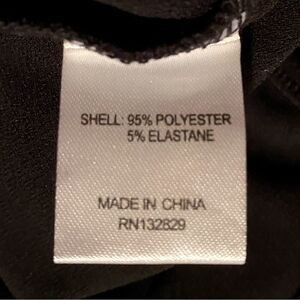 SHELL: 95% POLYESTER
5% ELASTANE
MADE IN CHINA
RN132829